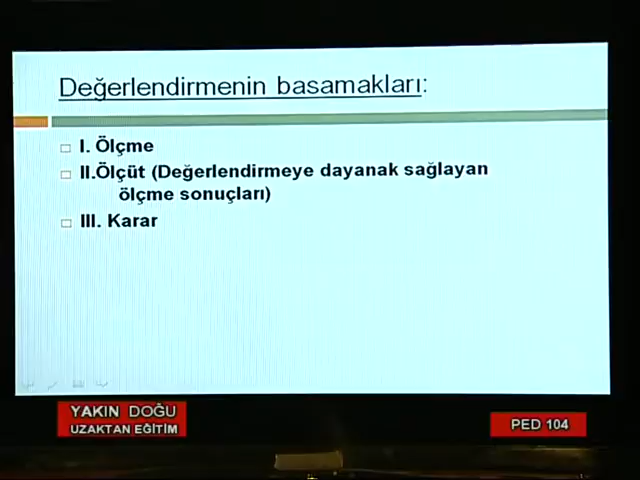 Değerlendirmenin basamakları:
I. Ölçme
II.Ölçüt (Değerlendirmeye dayanak sağlayan
ölçme sonuçları)
III. Karar
YAKIN DOĞU
UZAKTAN EĞİTİM
PED 104